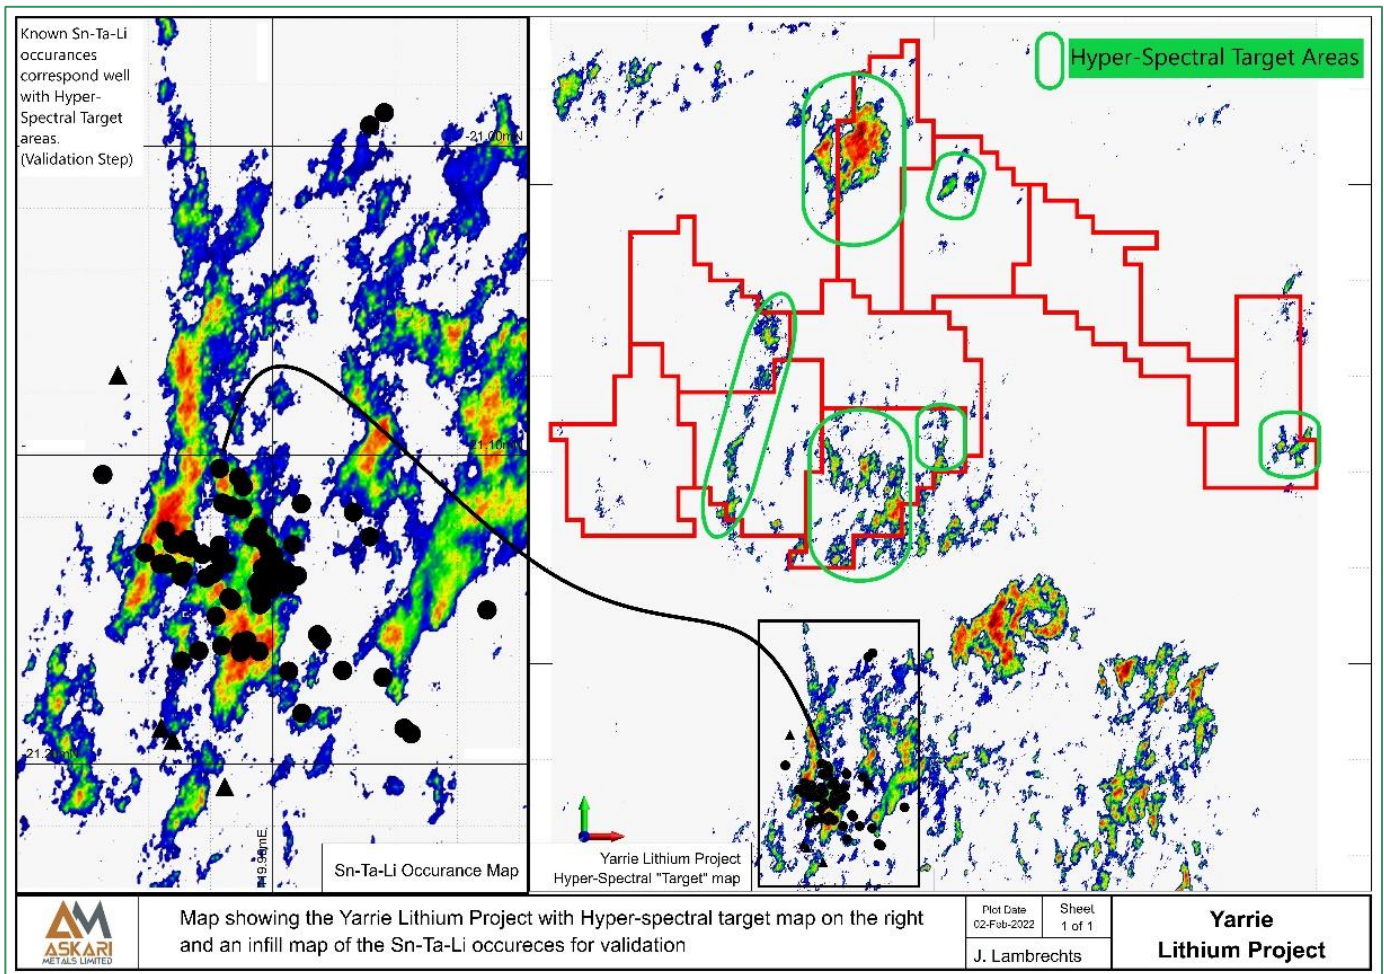 Known Sn-Ta-Li
occurances
correspond well
with Hyper-
Spectral Target
areas.
(Validation Step)
Hyper-Spectral Target Areas
-21.00mN
-21.10mN
-21.20mN
Sn-Ta-Li Occurance Map
Yarrie Lithium Project
Hyper-Spectral "Target" map
AM
ASKARI
METALS LIMITED
Map showing the Yarrie Lithium Project with Hyper-spectral target map on the right
and an infill map of the Sn-Ta-Li occureces for validation
Plot Date
02-Feb-2022
Sheet
1 of 1
J. Lambrechts
Yarrie
Lithium Project